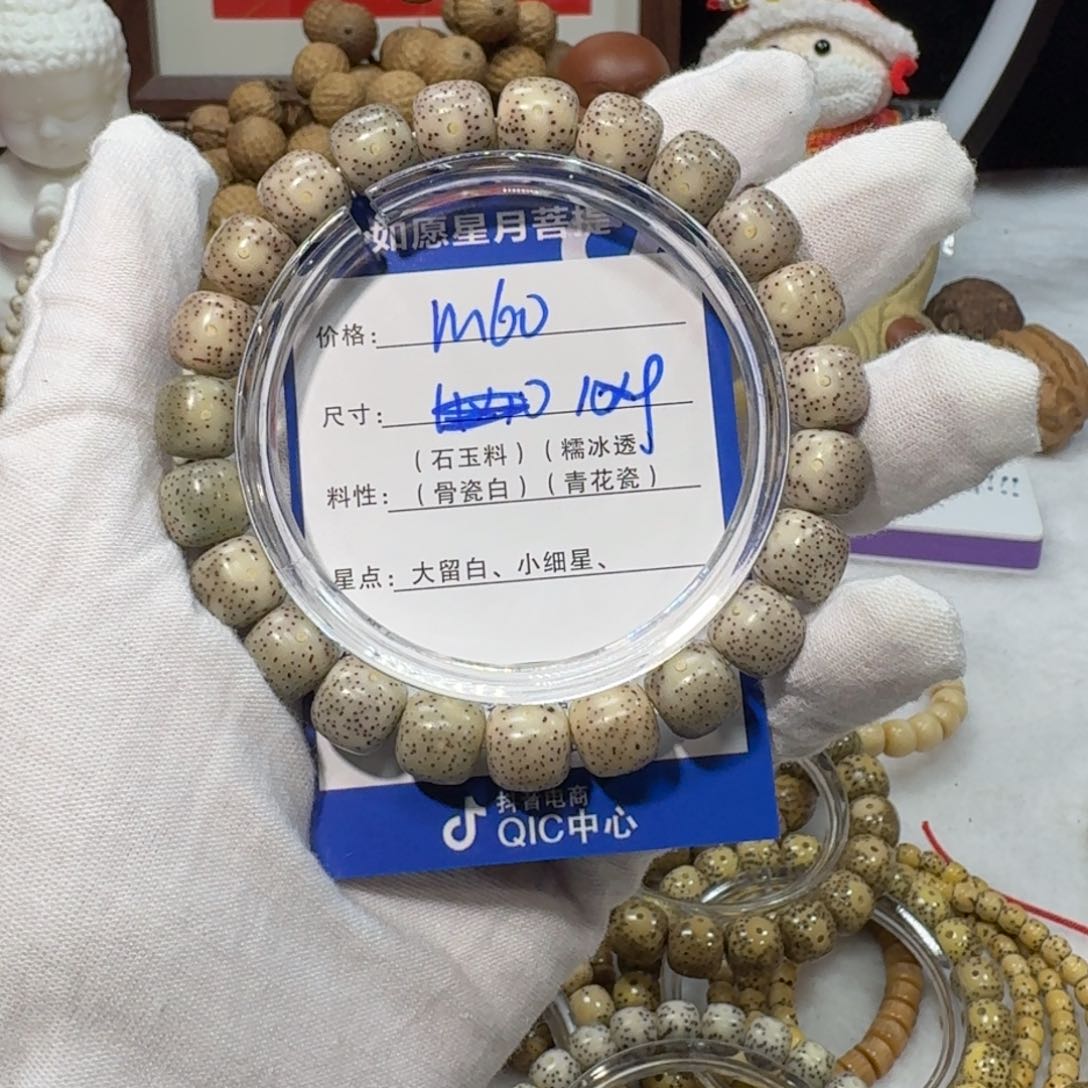 如愿星月菩提
价格: m60
尺寸: 10×9
(石玉料)(糯冰透)
料性: (骨瓷白)(青花瓷)
星点: 大留白、小细星、
抖音电商
QIC中心